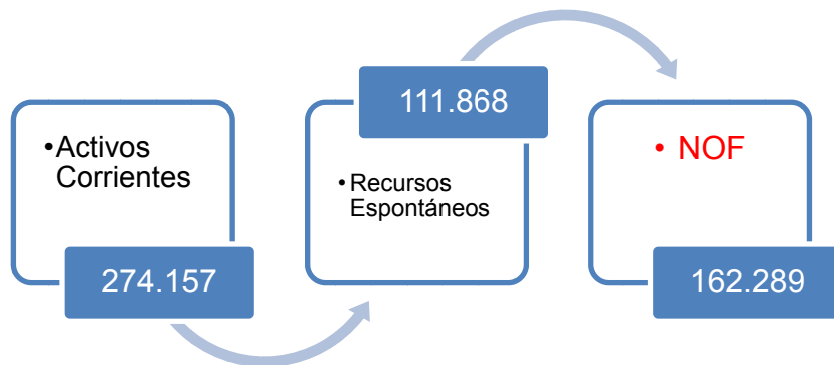 •Activos
Corrientes
274.157
111.868
•Recursos
Espontáneos
• NOF
162.289